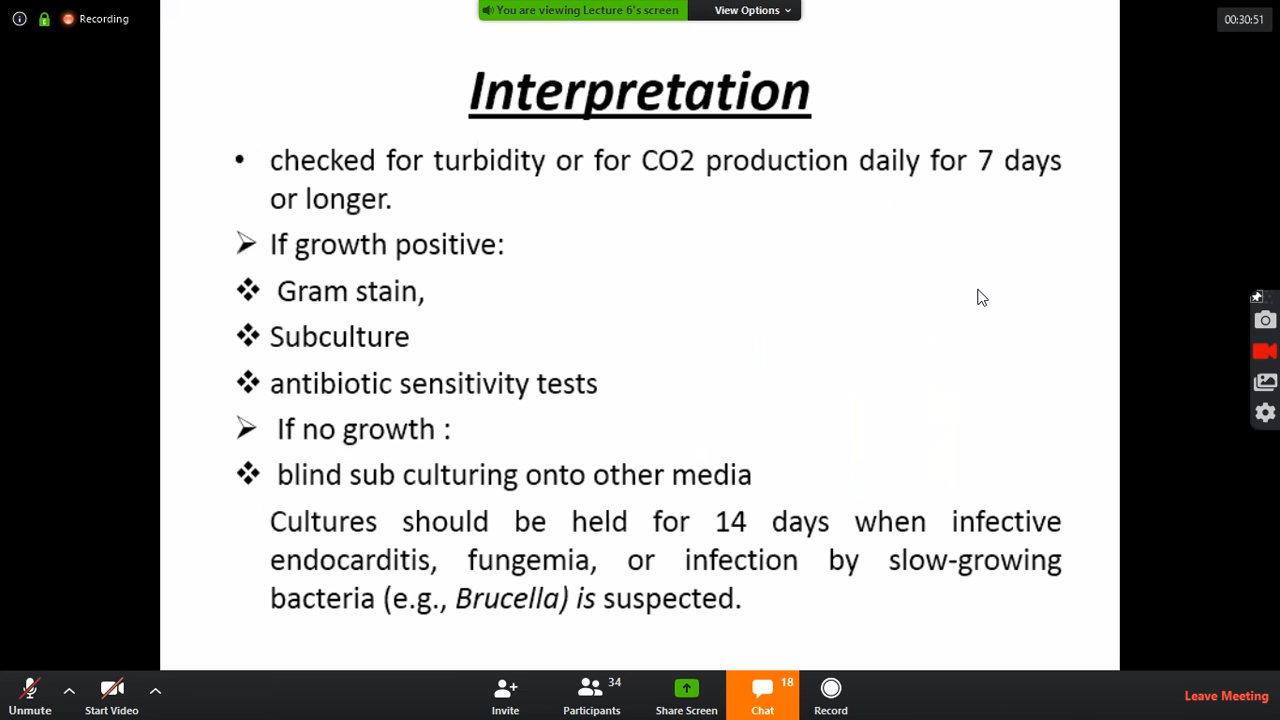 Recording
You are viewing Lecture 6's screen
View Options
00:30:51
Interpretation
• checked for turbidity or for CO2 production daily for 7 days
or longer.
➢ If growth positive:
❖ Gram stain,
❖ Subculture
❖ antibiotic sensitivity tests
➢ If no growth :
❖ blind sub culturing onto other media
Cultures should be held for 14 days when infective
endocarditis, fungemia, or infection by slow-growing
bacteria (e.g., Brucella) is suspected.
Unmute
Start Video
Invite
34
Participants
Share Screen
18
Chat
Record
Leave Meeting